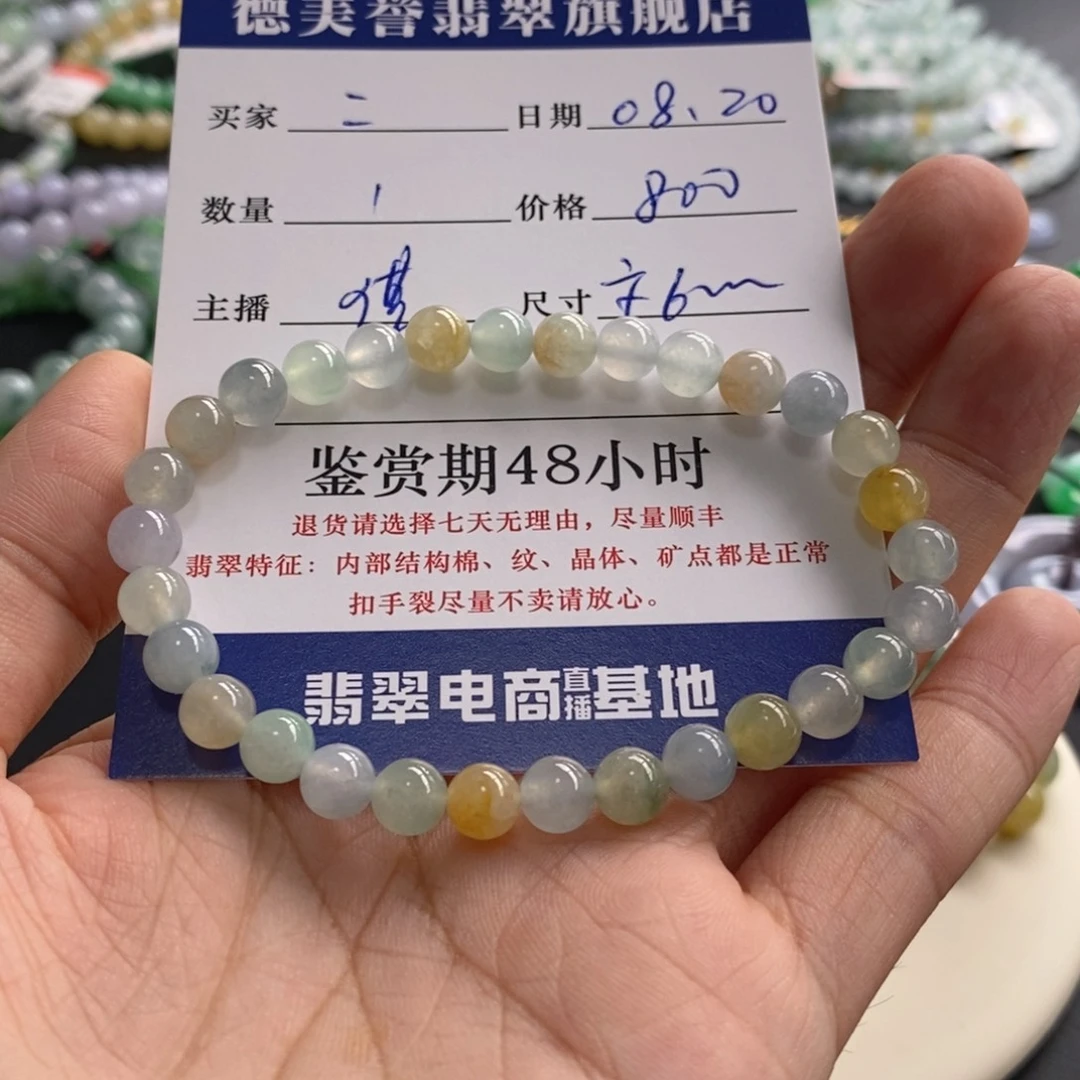 德美誉翡翠旗舰店
买家 二 日期 08、20
数量 1 价格 800
主播 尺寸 6mm
鉴赏期48小时
退货请选择七天无理由，尽量顺丰
翡翠特征：内部结构棉、纹、晶体、矿点都是正常
扣手裂尽量不卖请放心。
翡翠电商直播基地